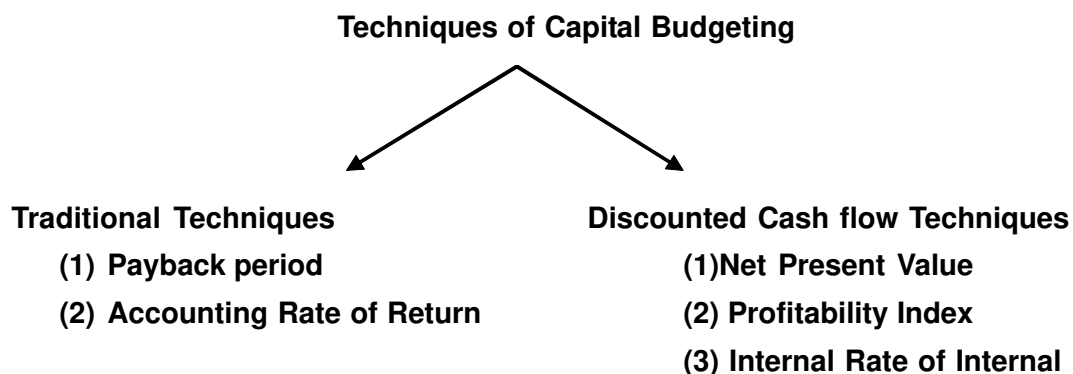 Techniques of Capital Budgeting
Traditional Techniques
(1) Payback period
(2) Accounting Rate of Return
Discounted Cash flow Techniques
(1)Net Present Value
(2) Profitability Index
(3) Internal Rate of Internal